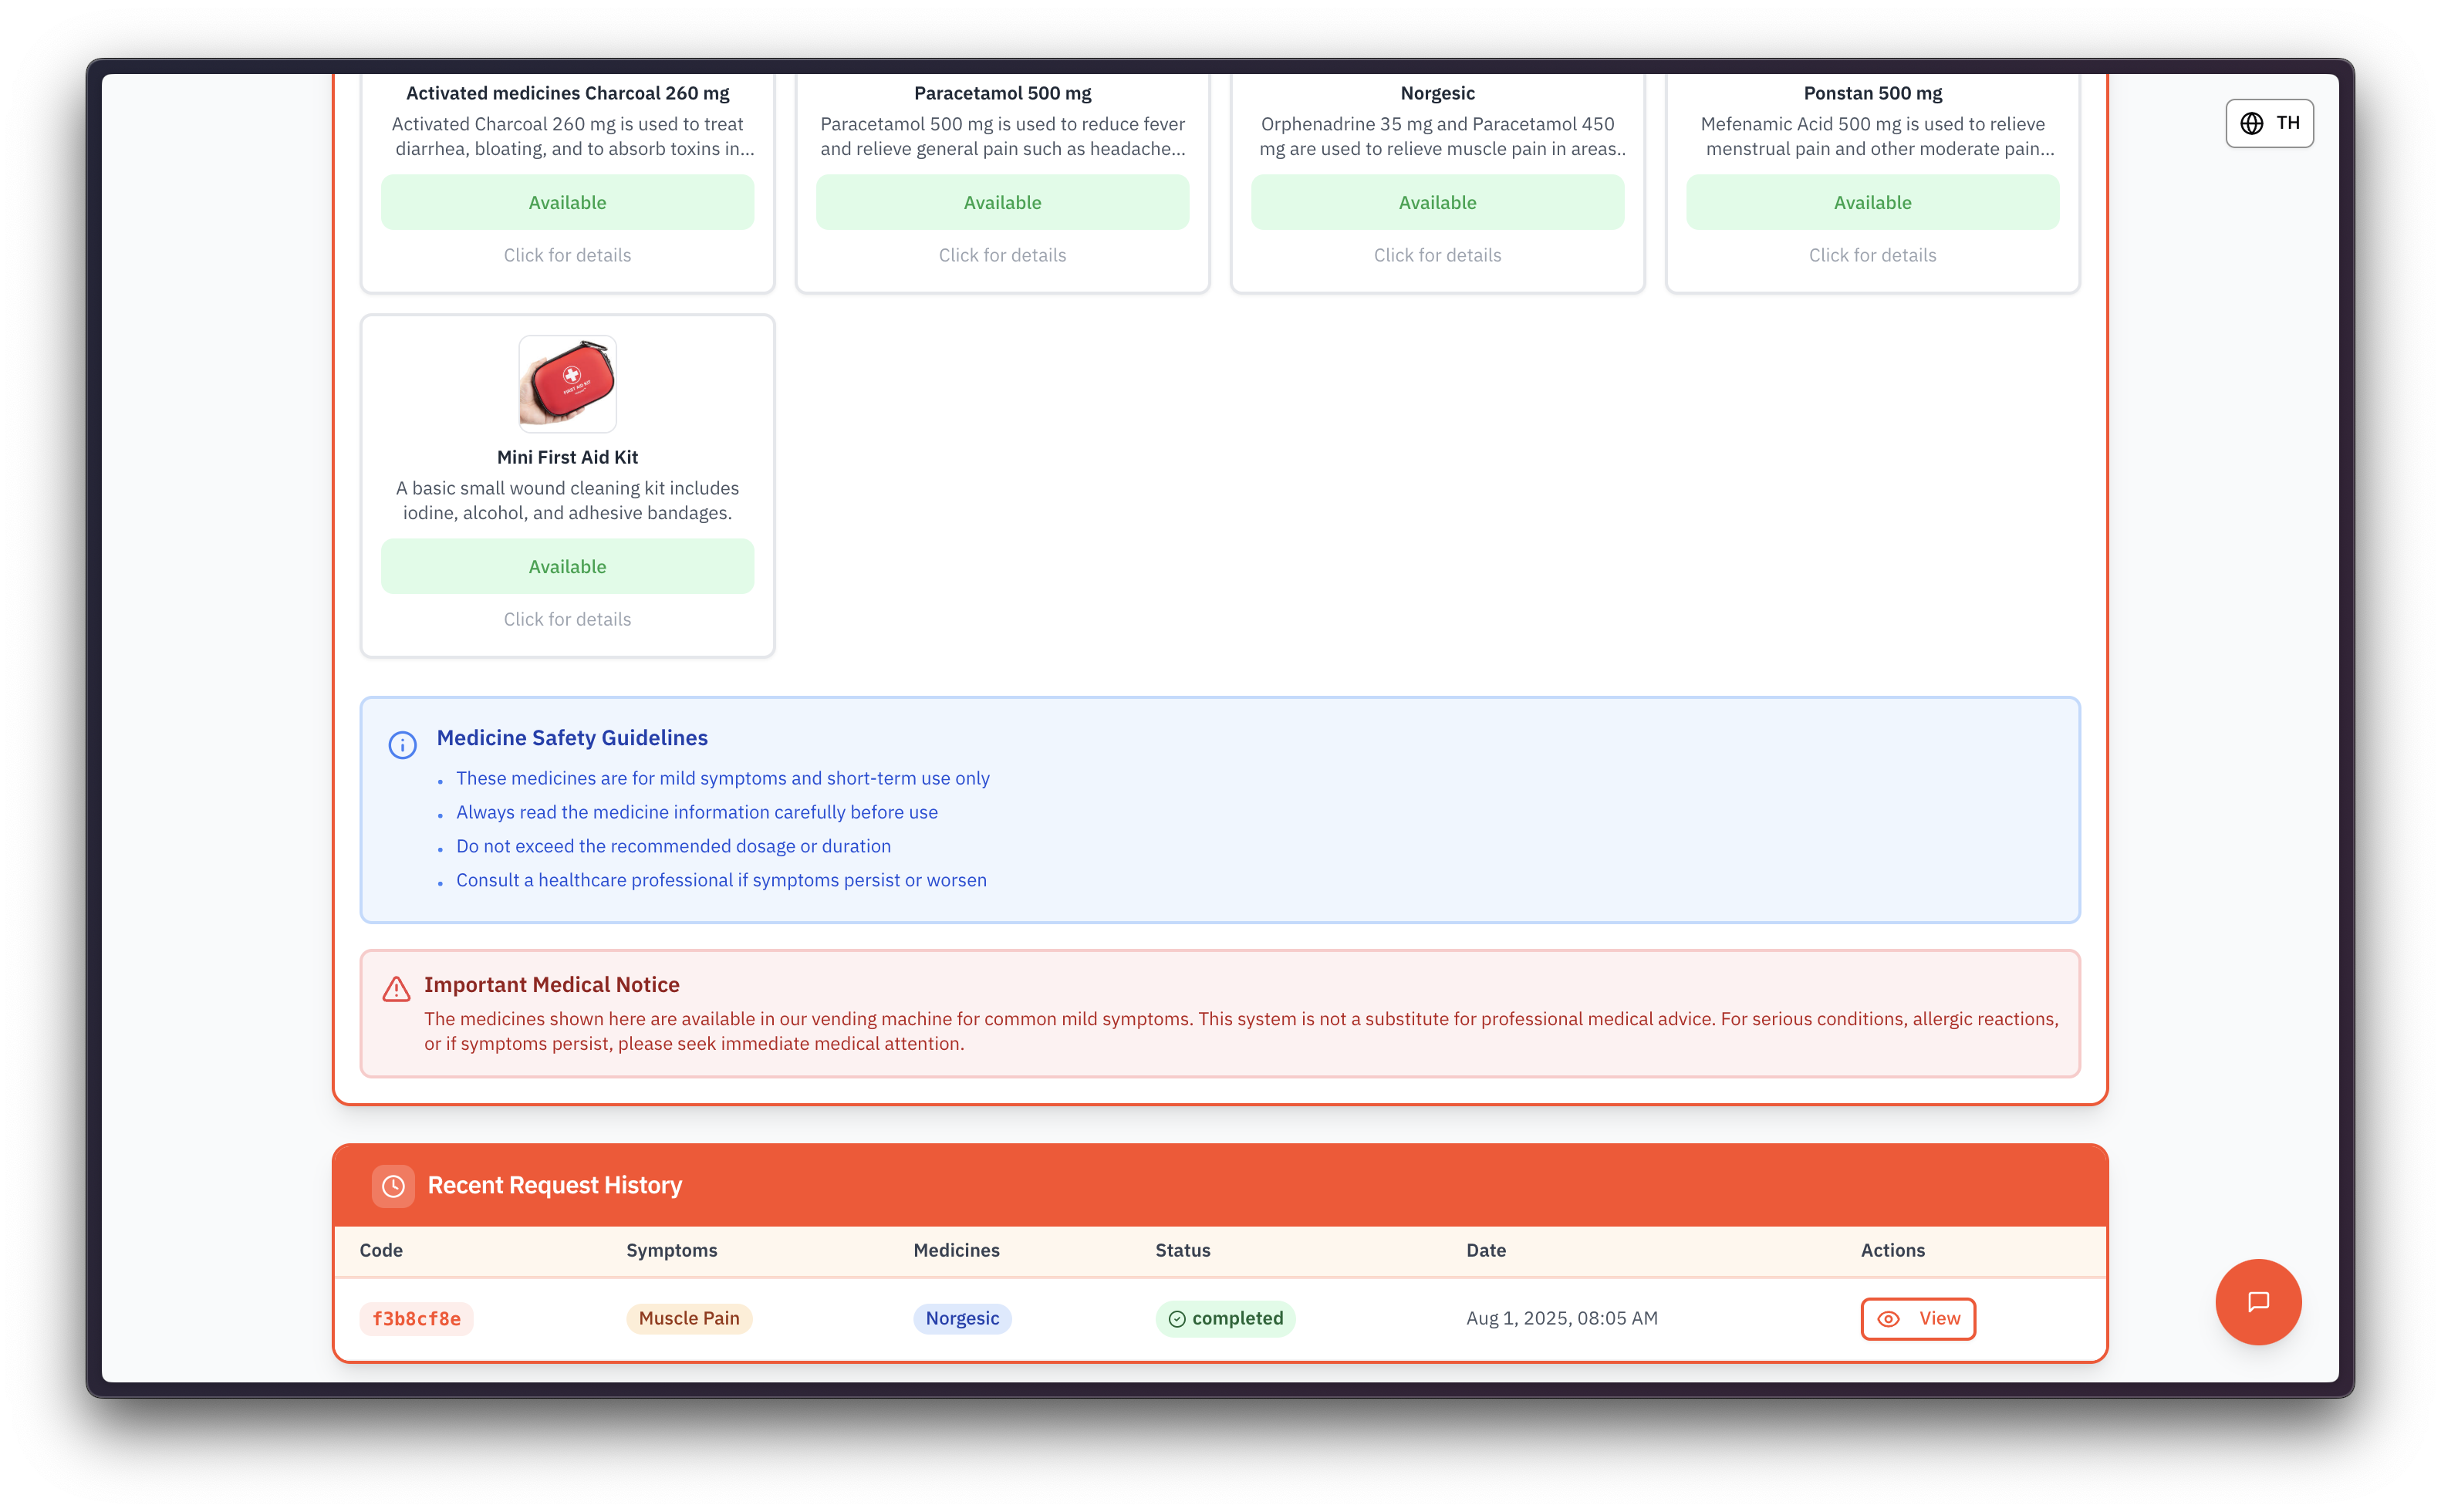 Activated medicines Charcoal 260 mg
Activated Charcoal 260 mg is used to treat
diarrhea, bloating, and to absorb toxins in...
Available
Click for details
Paracetamol 500 mg
Paracetamol 500 mg is used to reduce fever
and relieve general pain such as headache...
Available
Click for details
Norgesic
Orphenadrine 35 mg and Paracetamol 450
mg are used to relieve muscle pain in areas..
Available
Click for details
Ponstan 500 mg
Mefenamic Acid 500 mg is used to relieve
menstrual pain and other moderate pain...
Available
Click for details
TH
FIRST AID KIT
Mini First Aid Kit
A basic small wound cleaning kit includes
iodine, alcohol, and adhesive bandages.
Available
Click for details
Medicine Safety Guidelines
• These medicines are for mild symptoms and short-term use only
• Always read the medicine information carefully before use
• Do not exceed the recommended dosage or duration
• Consult a healthcare professional if symptoms persist or worsen
Important Medical Notice
The medicines shown here are available in our vending machine for common mild symptoms. This system is not a substitute for professional medical advice. For serious conditions, allergic reactions,
or if symptoms persist, please seek immediate medical attention.
Recent Request History
Code Symptoms Medicines Status Date Actions
f3b8cf8e Muscle Pain Norgesic completed Aug 1, 2025, 08:05 AM View